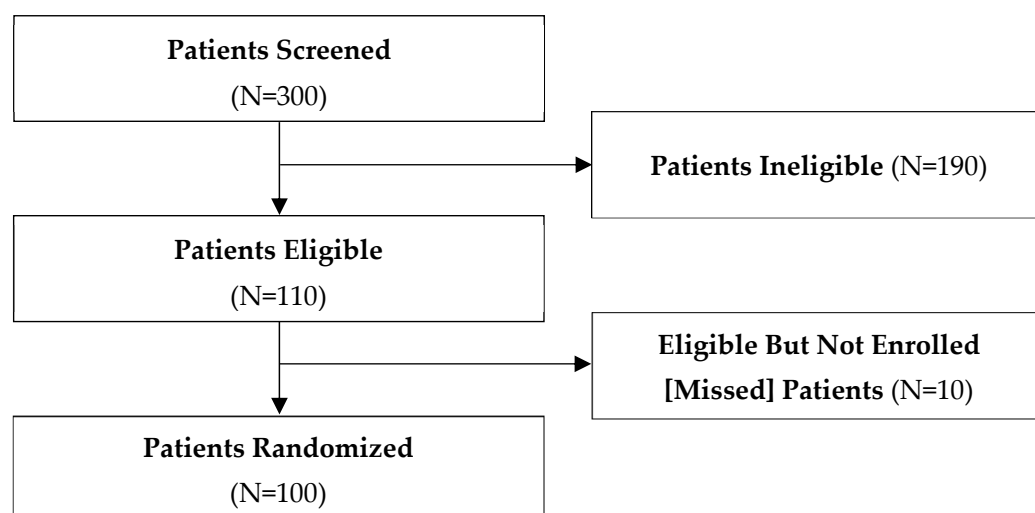 Patients Screened
(N=300)
Patients Ineligible (N=190)
Patients Eligible
(N=110)
Eligible But Not Enrolled
[Missed] Patients (N=10)
Patients Randomized
(N=100)